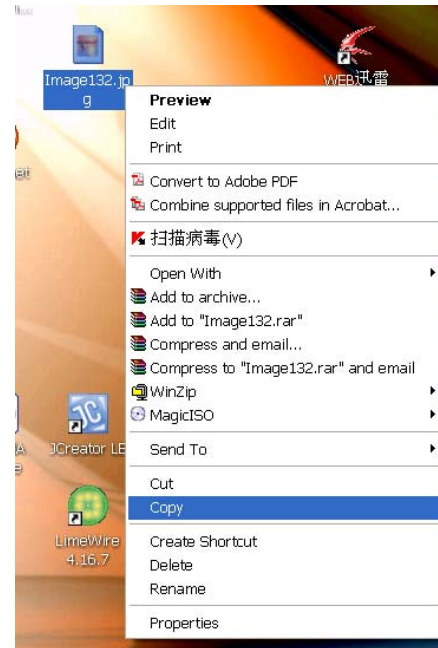 Image132.jp
g
WEB迅雷
Preview
Edit
Print
Convert to Adobe PDF
Combine supported files in Acrobat...
扫描病毒(V)
Open With
Add to archive...
Add to "Image132.rar"
Compress and email...
Compress to "Image132.rar" and email
WinZip
MagicISO
Send To
Cut
Copy
Create Shortcut
Delete
Rename
Properties
JCreator LE
LimeWire
4.16.7